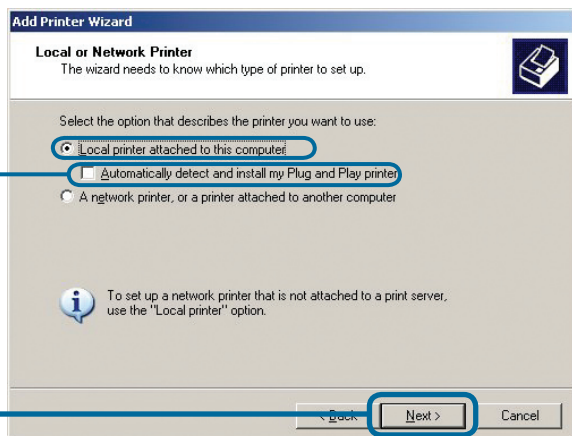 Add Printer Wizard
Local or Network Printer
The wizard needs to know which type of printer to set up.
Select the option that describes the printer you want to use:
Local printer attached to this computer
Automatically detect and install my Plug and Play printer
A network printer, or a printer attached to another computer
To set up a network printer that is not attached to a print server,
use the "Local printer" option.
< Back
Next >
Cancel